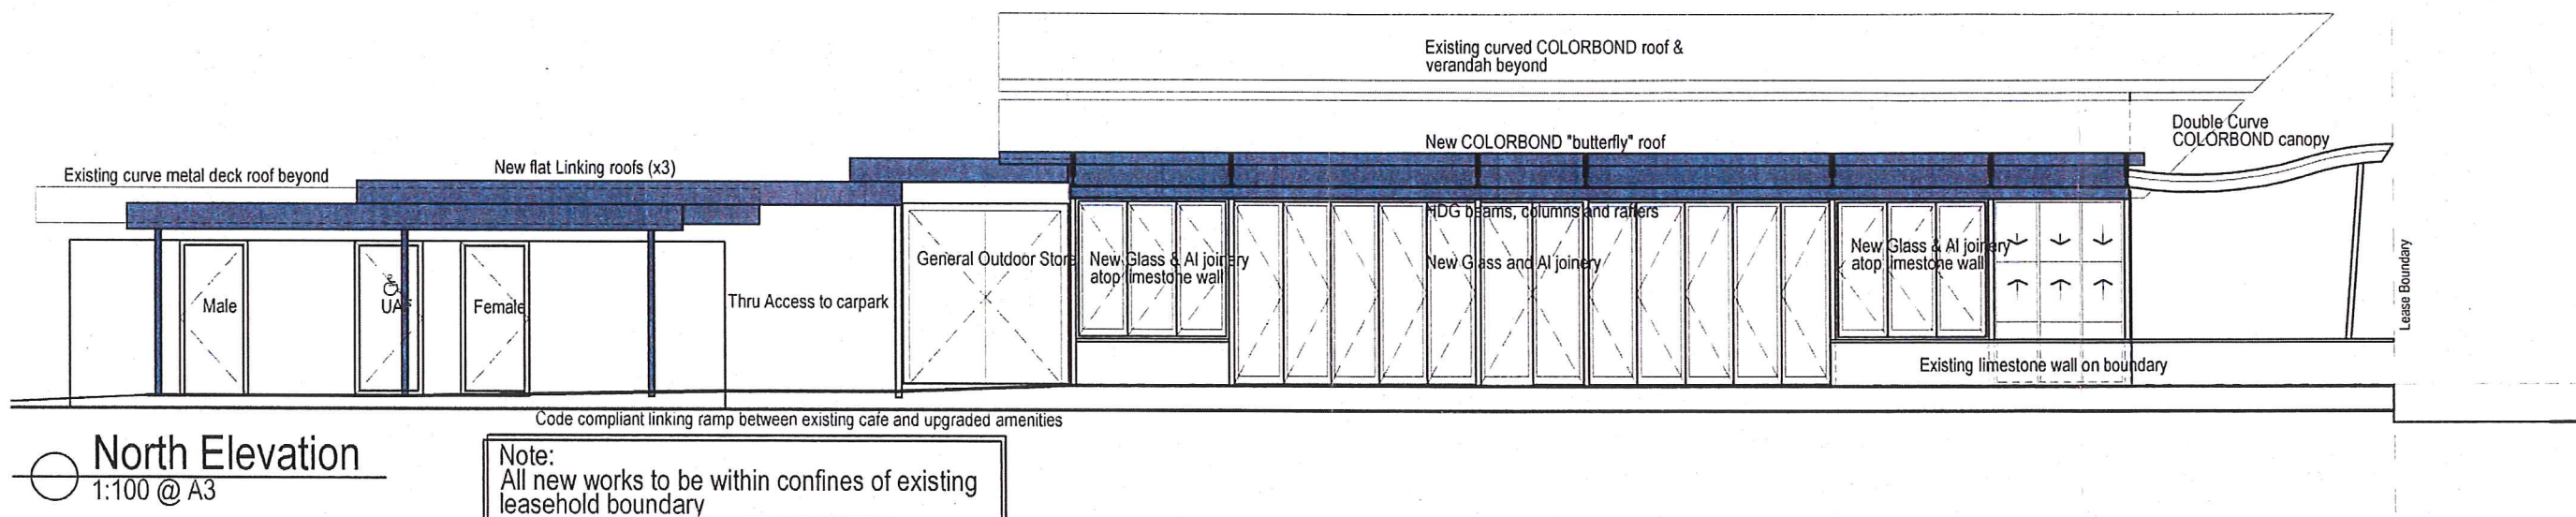 Existing curved COLORBOND roof &
verandah beyond
Double Curve
COLORBOND canopy
New COLORBOND "butterfly" roof
New flat Linking roofs (x3)
Existing curve metal deck roof beyond
HDG beams, columns and rafters
General Outdoor Store
New Glass & Al joinery
atop limestone wall
New Glass and Al joinery
New Glass & Al joinery
atop limestone wall
Lease Boundary
Male
UAT
Female
Thru Access to carpark
Existing limestone wall on boundary
Code compliant linking ramp between existing cafe and upgraded amenities
North Elevation
1:100 @ A3
Note:
All new works to be within confines of existing
leasehold boundary